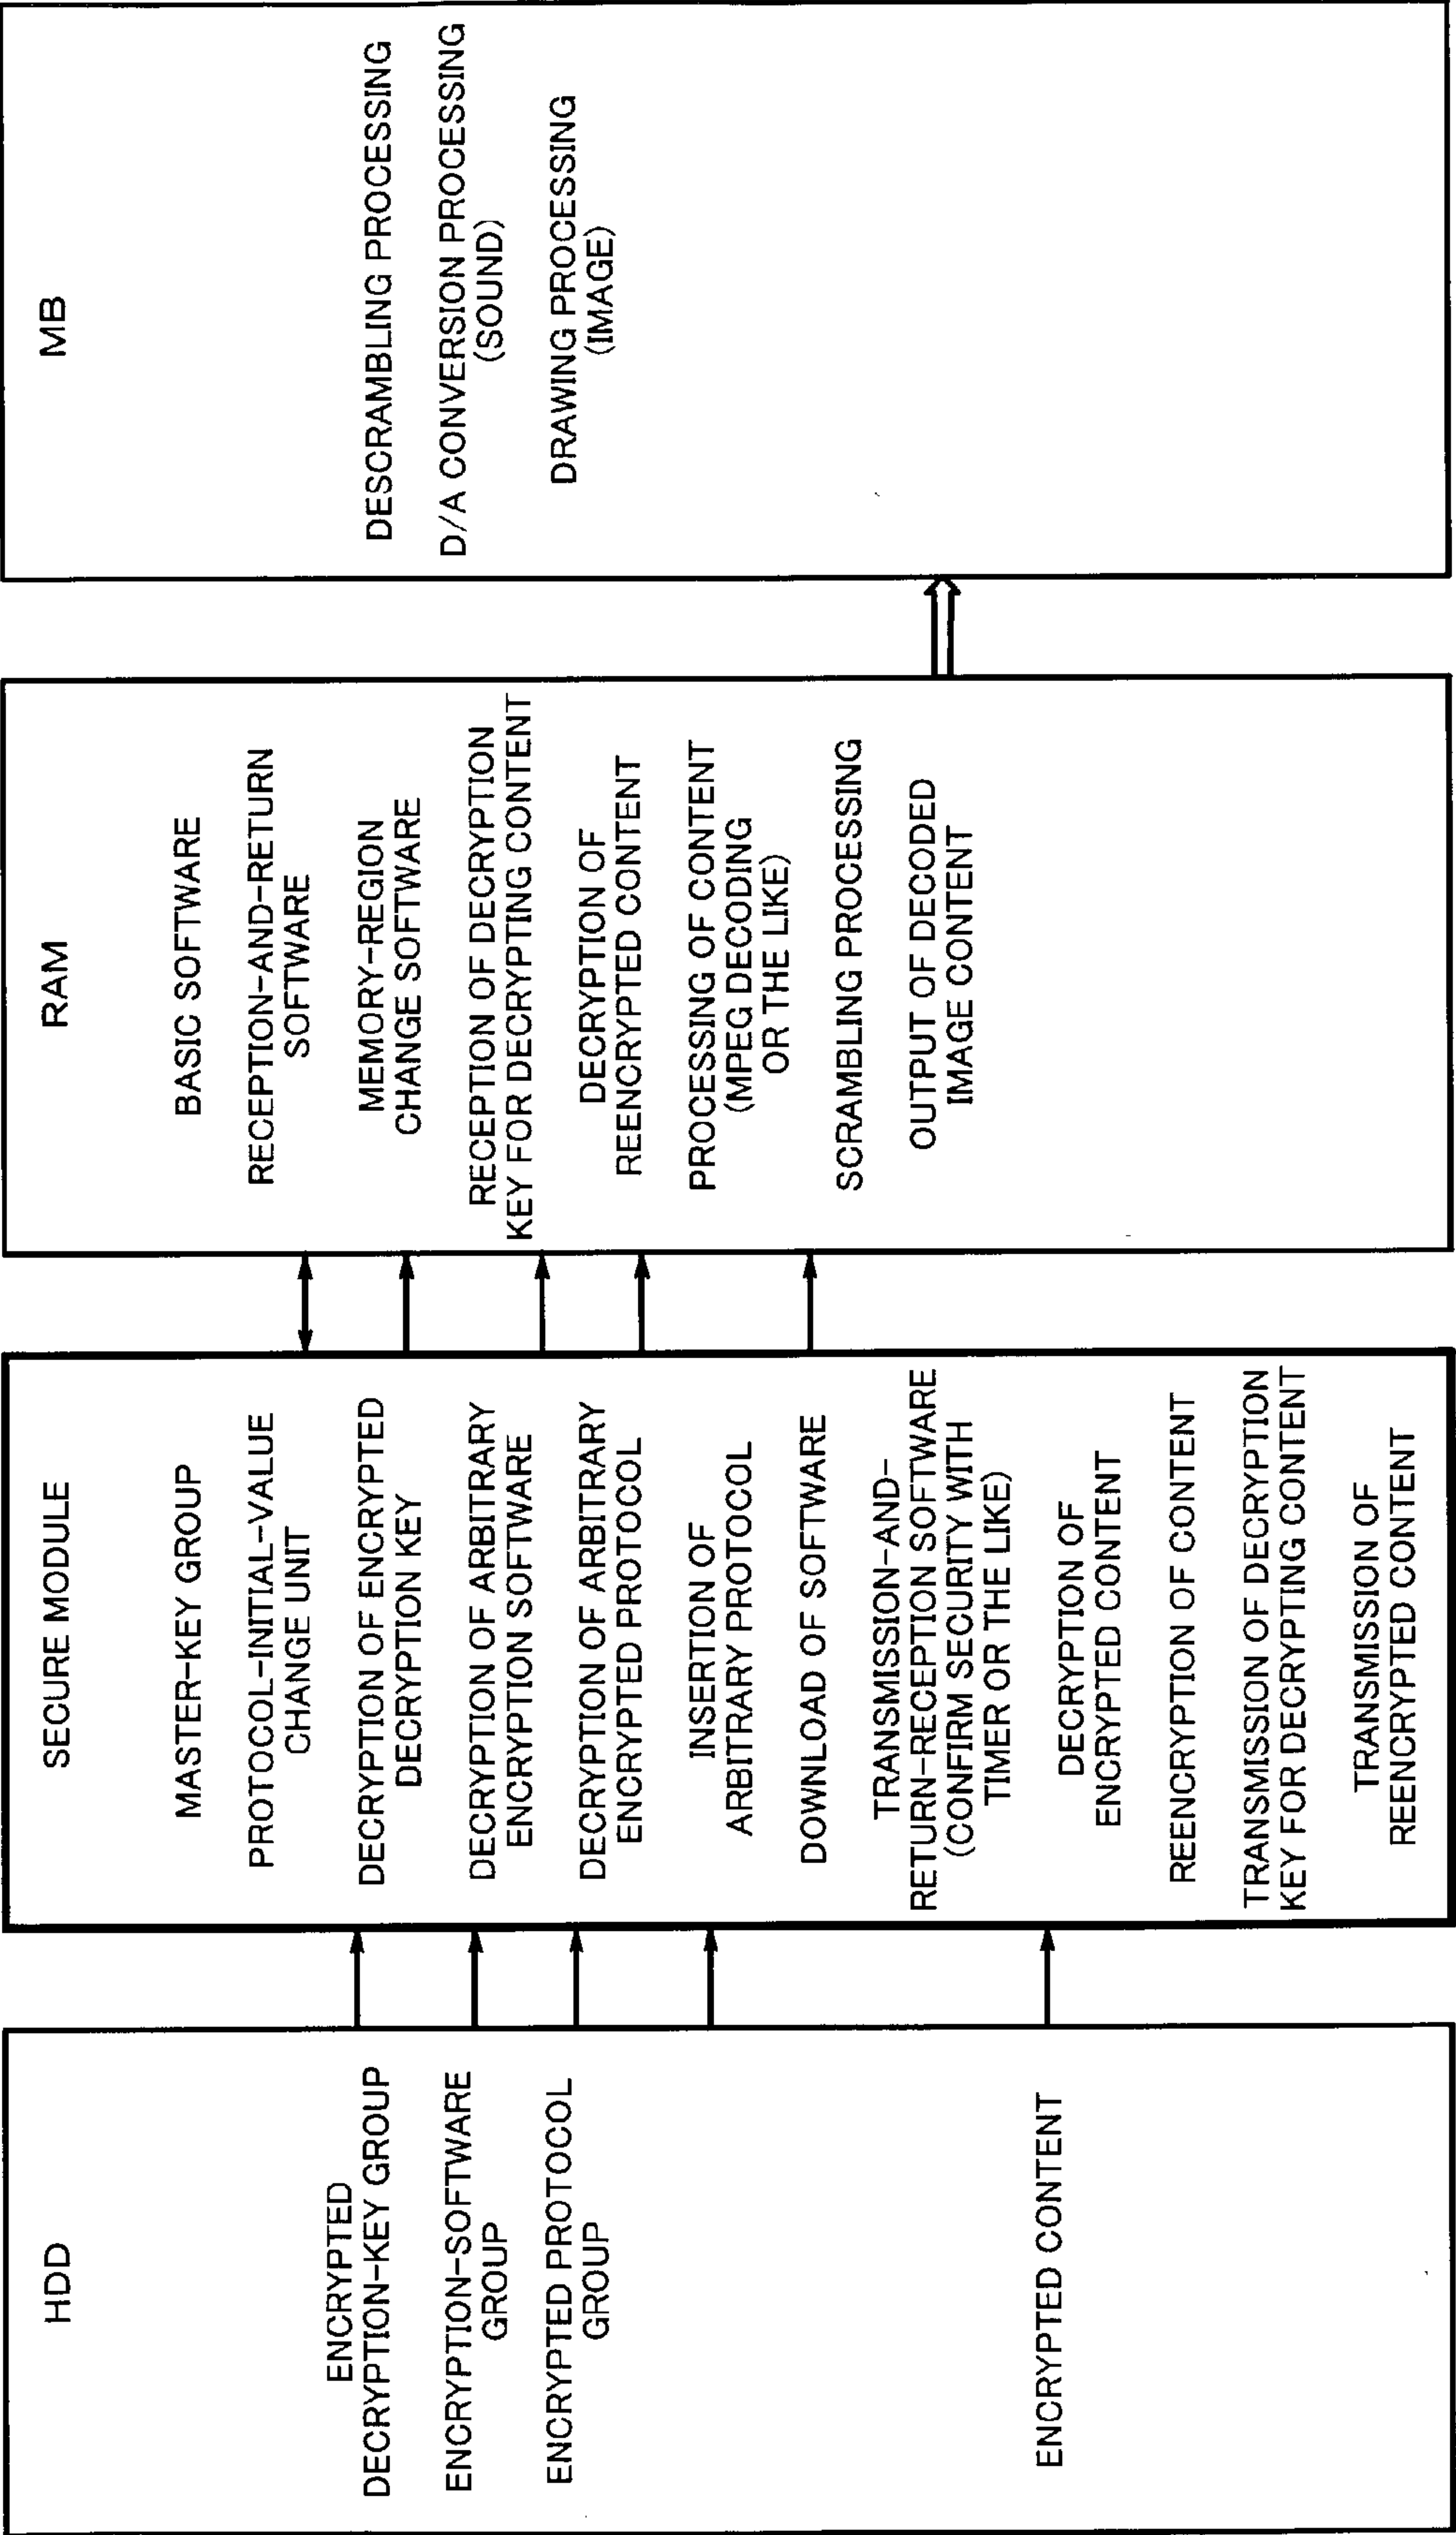 HDD
ENCRYPTED
DECRYPTION-KEY GROUP
ENCRYPTION-SOFTWARE
GROUP
ENCRYPTED PROTOCOL
GROUP
ENCRYPTED CONTENT
SECURE MODULE
MASTER-KEY GROUP
PROTOCOL-INITIAL-VALUE
CHANGE UNIT
DECRYPTION OF ENCRYPTED
DECRYPTION KEY
DECRYPTION OF ARBITRARY
ENCRYPTION SOFTWARE
DECRYPTION OF ARBITRARY
ENCRYPTED PROTOCOL
INSERTION OF
ARBITRARY PROTOCOL
DOWNLOAD OF SOFTWARE
TRANSMISSION-AND-
RETURN-RECEPTION SOFTWARE
(CONFIRM SECURITY WITH
TIMER OR THE LIKE)
DECRYPTION OF
ENCRYPTED CONTENT
REENCRYPTION OF CONTENT
TRANSMISSION OF DECRYPTION
KEY FOR DECRYPTING CONTENT
TRANSMISSION OF
REENCRYPTED CONTENT
RAM
BASIC SOFTWARE
RECEPTION-AND-RETURN
SOFTWARE
MEMORY-REGION
CHANGE SOFTWARE
RECEPTION OF DECRYPTION
KEY FOR DECRYPTING CONTENT
DECRYPTION OF
REENCRYPTED CONTENT
PROCESSING OF CONTENT
(MPEG DECODING
OR THE LIKE)
SCRAMBLING PROCESSING
OUTPUT OF DECODED
IMAGE CONTENT
MB
DESCRAMBLING PROCESSING
D/A CONVERSION PROCESSING
(SOUND)
DRAWING PROCESSING
(IMAGE)